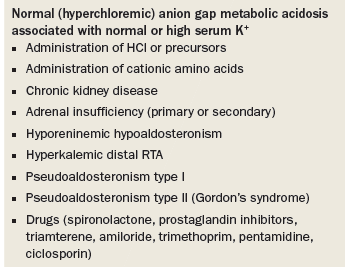 Normal (hyperchloremic) anion gap metabolic acidosis
associated with normal or high serum K⁺
▪ Administration of HCl or precursors
▪ Administration of cationic amino acids
▪ Chronic kidney disease
▪ Adrenal insufficiency (primary or secondary)
▪ Hyporeninemic hypoaldosteronism
▪ Hyperkalemic distal RTA
▪ Pseudoaldosteronism type I
▪ Pseudoaldosteronism type II (Gordon's syndrome)
▪ Drugs (spironolactone, prostaglandin inhibitors,
triamterene, amiloride, trimethoprim, pentamidine,
ciclosporin)